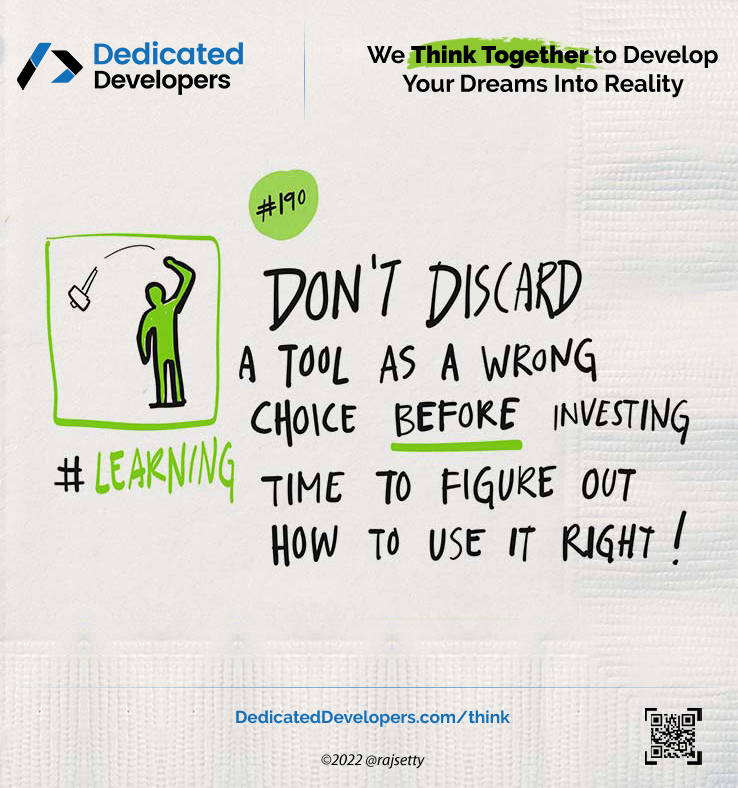 Dedicated
Developers
We Think Together to Develop
Your Dreams Into Reality
#190
DON'T DISCARD
A TOOL AS A WRONG
CHOICE BEFORE INVESTING
TIME TO FIGURE OUT
HOW TO USE IT RIGHT!
#LEARNING
DedicatedDevelopers.com/think
©2022 @rajsetty